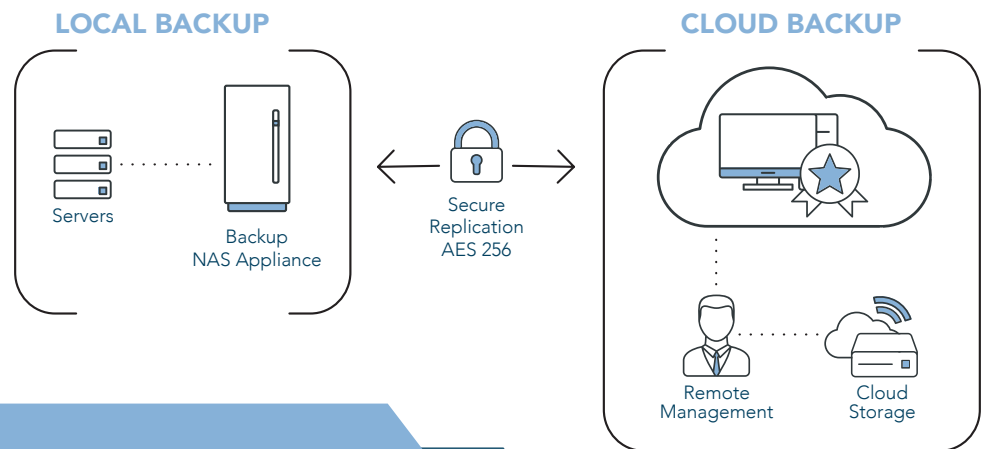 LOCAL BACKUP
Servers
Backup
NAS Appliance
Secure
Replication
AES 256
CLOUD BACKUP
Remote
Management
Cloud
Storage